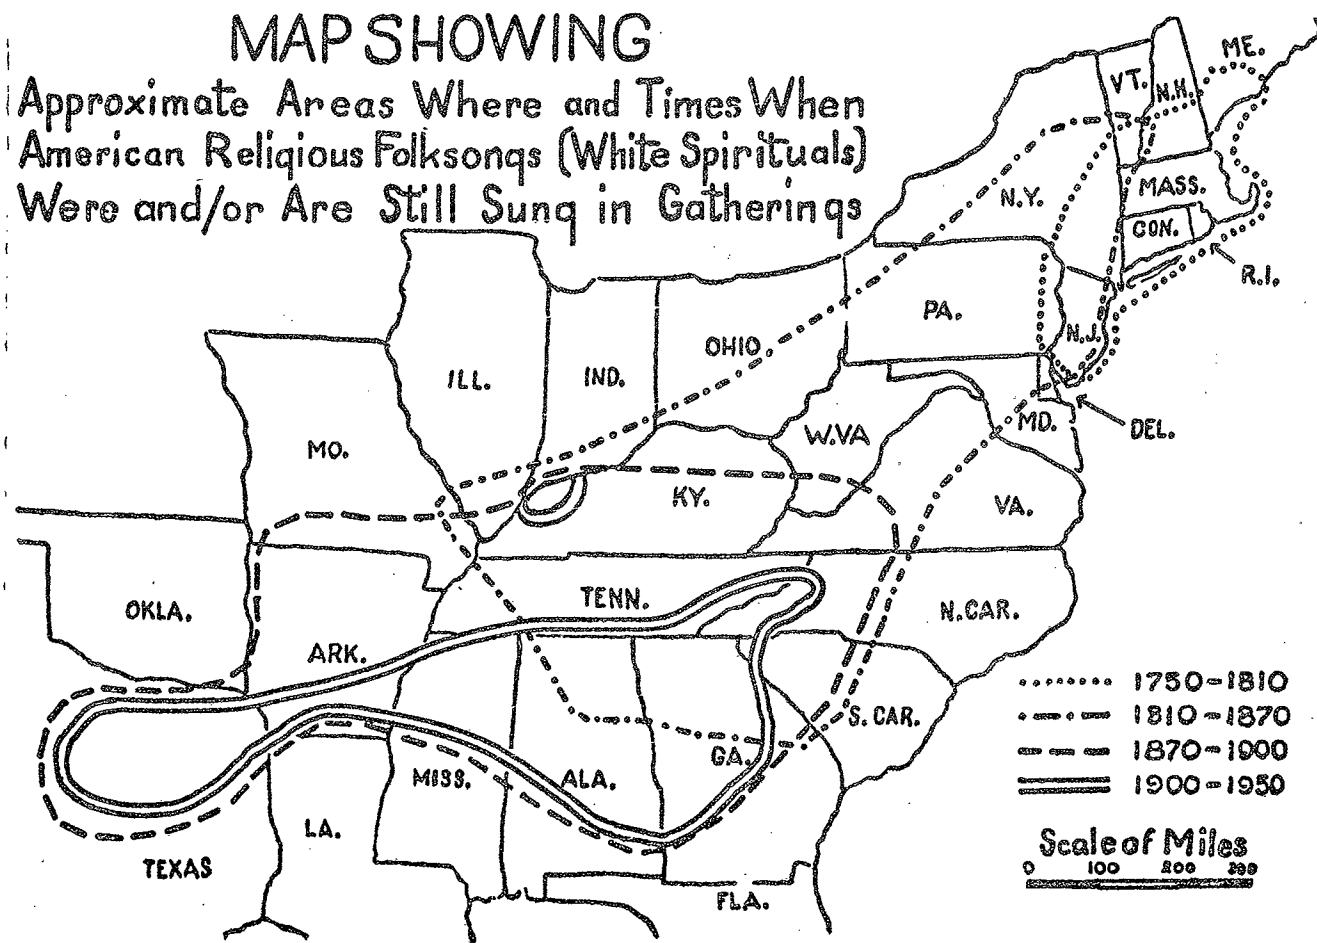 MAP SHOWING
Approximate Areas Where and Times When
American Religious Folksongs (White Spirituals)
Were and/or Are Still Sung in Gatherings
ME.
VT.
N.H.
N.Y.
MASS.
CON.
R.I.
PA.
N.J.
OHIO
ILL.
IND.
MO.
W.VA
MD.
DEL.
KY.
VA.
OKLA.
TENN.
N.CAR.
ARK.
S.CAR.
GA.
MISS.
ALA.
LA.
TEXAS
FLA.
1750-1810
1810-1870
1870-1900
1900-1950
Scale of Miles
0 100 200 300